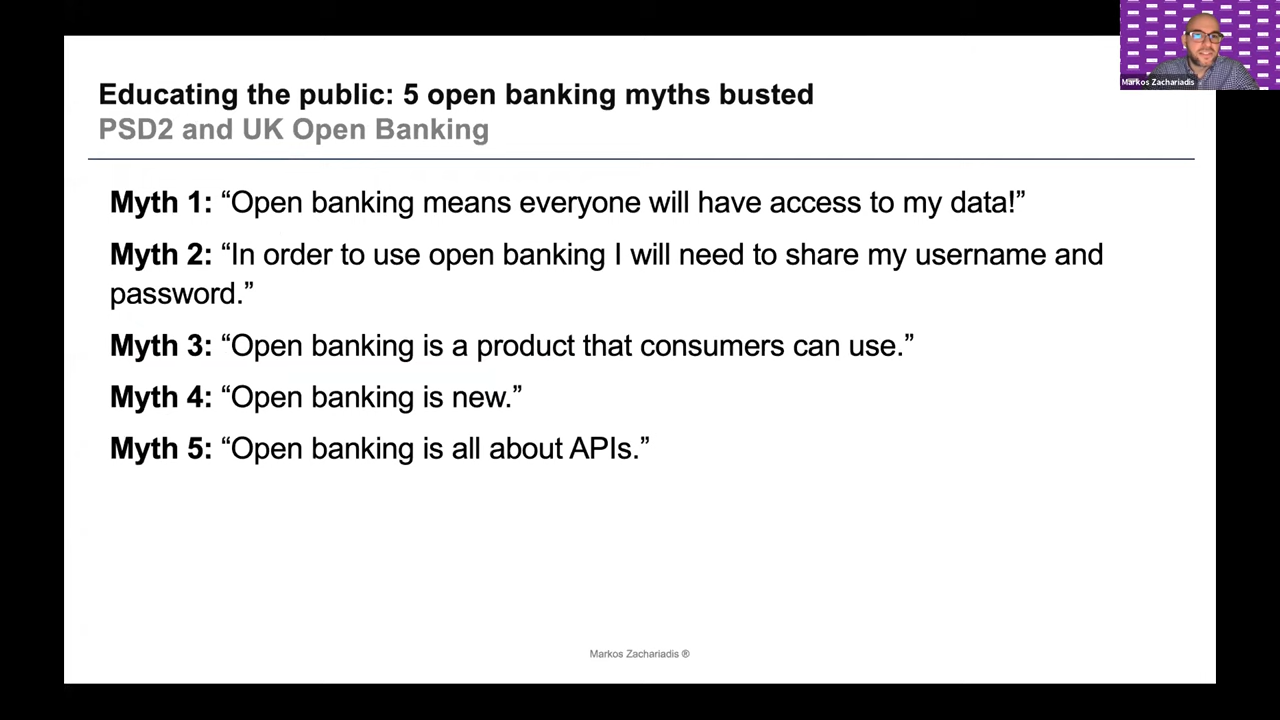 Markos Zachariadis
Educating the public: 5 open banking myths busted
PSD2 and UK Open Banking
Myth 1: “Open banking means everyone will have access to my data!”
Myth 2: “In order to use open banking I will need to share my username and
password.”
Myth 3: “Open banking is a product that consumers can use.”
Myth 4: “Open banking is new.”
Myth 5: “Open banking is all about APIs.”
Markos Zachariadis ®